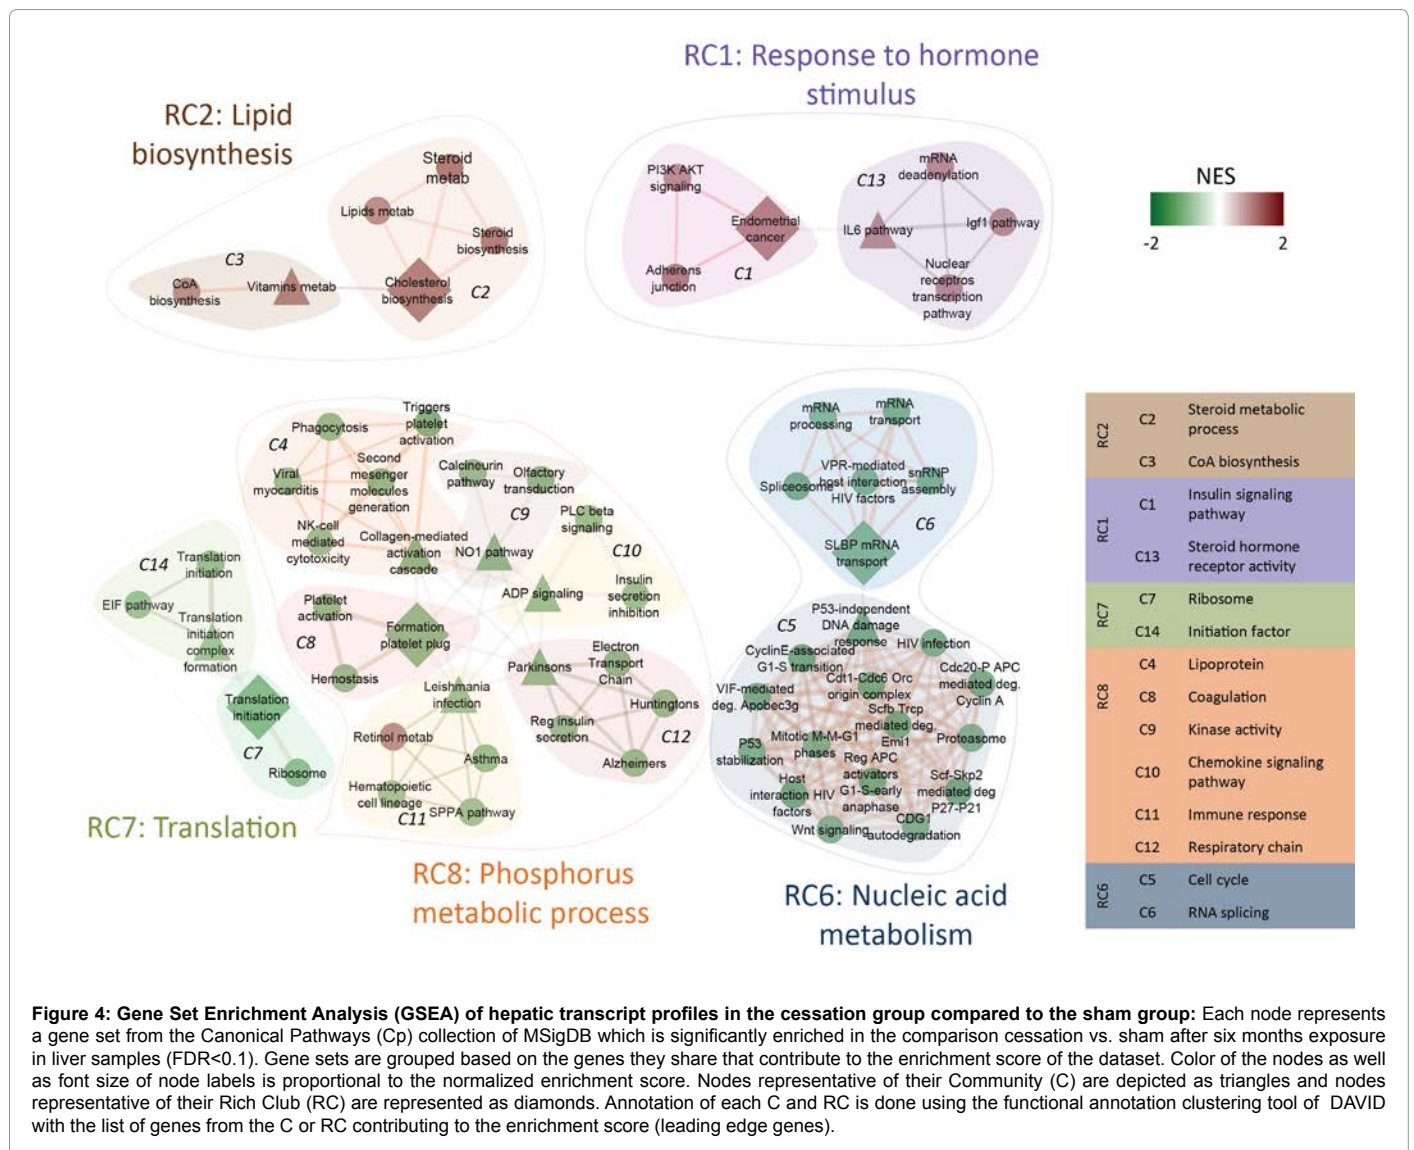 RC1: Response to hormone
stimulus
RC2: Lipid
biosynthesis
Steroid
metab
Lipids metab
Steroid
biosynthesis
C3
CoA
biosynthesis
Vitamins metab
Cholesterol
biosynthesis
C2
PI3K AKT
signaling
Endometrial
cancer
Adherens
junction
C1
C13
mRNA
deadenylation
IL6 pathway
Igf1 pathway
Nuclear
receptros
transcription
pathway
NES
-2
2
C4
Phagocytosis
Triggers
platelet
activation
Viral
myocarditis
Second
mesenger
molecules
generation
NK-cell
mediated
cytotoxicity
Collagen-mediated
activation
cascade
Calcineurin
pathway
Olfactory
transduction
C9
NO1 pathway
PLC beta
signaling
C10
ADP signaling
Insulin
secretion
inhibition
C14
Translation
initiation
EIF pathway
Translation
initiation
complex
formation
Translation
initiation
C7
Ribosome
RC7: Translation
Platelet
activation
C8
Formation
platelet plug
Hemostasis
Leishmania
infection
Retinol metab
Asthma
Hematopoietic
cell lineage
C11
SPPA pathway
Parkinsons
Electron
Transport
Chain
Huntingtons
Reg insulin
secretion
C12
Alzheimers
RC8: Phosphorus
metabolic process
mRNA
processing
mRNA
transport
Spliceosome
VPR-mediated
host interaction
HIV factors
snRNP
assembly
C6
SLBP mRNA
transport
P53-independent
DNA damage
response
C5
HIV infection
CyclinE-associated
G1-S transition
Cdc20-P APC
mediated deg.
Cyclin A
Cdt1-Cdc6 Orc
origin complex
VIF-mediated
deg. Apobec3g
Scfb Trcp
mediated deg.
Emi1
Proteasome
P53
stabilization
Mitotic M-M-G1
phases
Reg APC
activators
G1-S-early
anaphase
Host
interaction HIV
factors
Scf-Skp2
mediated deg
P27-P21
Wnt signaling
CDG1
autodegradation
RC6: Nucleic acid
metabolism
RC2
C2 Steroid metabolic
process
C3 CoA biosynthesis
RC1
C1 Insulin signaling
pathway
C13 Steroid hormone
receptor activity
RC7
C7 Ribosome
C14 Initiation factor
RC8
C4 Lipoprotein
C8 Coagulation
C9 Kinase activity
C10 Chemokine signaling
pathway
C11 Immune response
C12 Respiratory chain
RC6
C5 Cell cycle
C6 RNA splicing
Figure 4: Gene Set Enrichment Analysis (GSEA) of hepatic transcript profiles in the cessation group compared to the sham group: Each node represents
a gene set from the Canonical Pathways (Cp) collection of MSigDB which is significantly enriched in the comparison cessation vs. sham after six months exposure
in liver samples (FDR<0.1). Gene sets are grouped based on the genes they share that contribute to the enrichment score of the dataset. Color of the nodes as well
as font size of node labels is proportional to the normalized enrichment score. Nodes representative of their Community (C) are depicted as triangles and nodes
representative of their Rich Club (RC) are represented as diamonds. Annotation of each C and RC is done using the functional annotation clustering tool of DAVID
with the list of genes from the C or RC contributing to the enrichment score (leading edge genes).